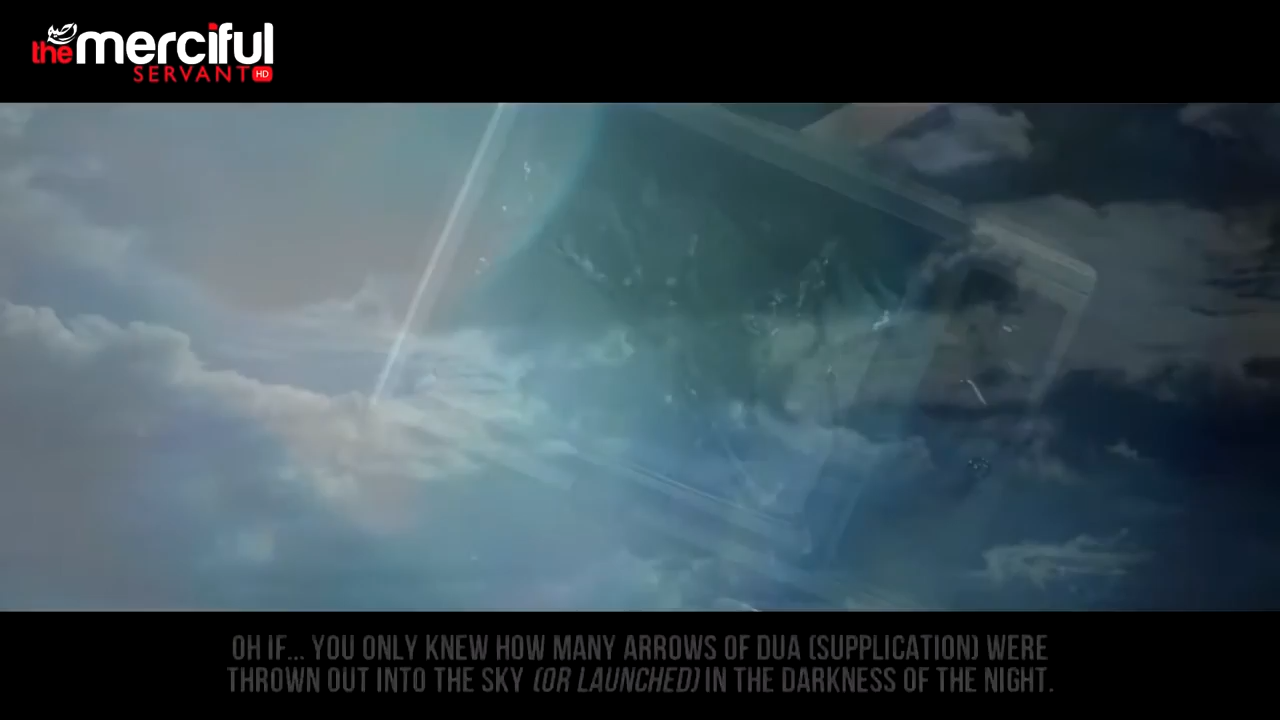 the merciful
SERVANT HD
OH IF... YOU ONLY KNEW HOW MANY ARROWS OF DUA (SUPPLICATION) WERE
THROWN OUT INTO THE SKY (OR LAUNCHED) IN THE DARKNESS OF THE NIGHT.